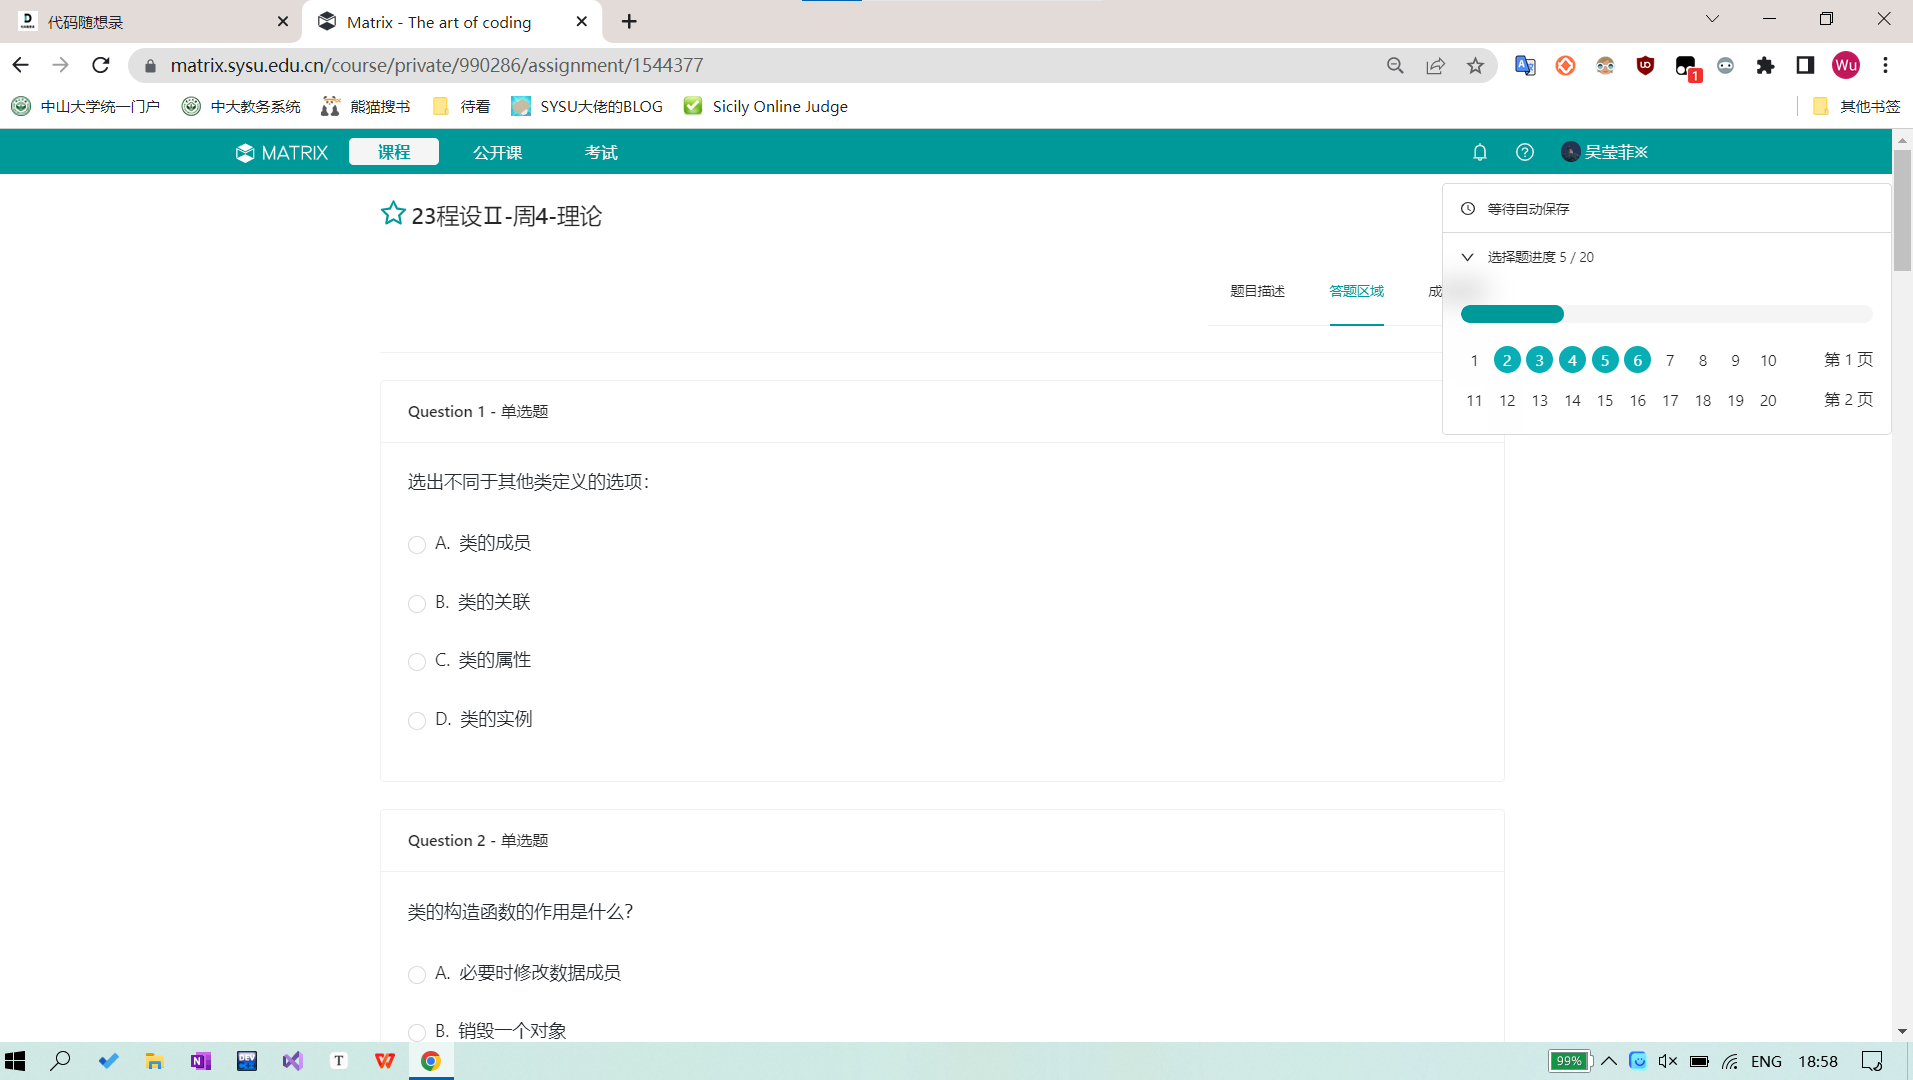 代码随想录
Matrix - The art of coding
matrix.sysu.edu.cn/course/private/990286/assignment/1544377
1
Wu
中山大学统一门户
中大教务系统
熊猫搜书
待看
SYSU大佬的BLOG
Sicily Online Judge
其他书签
MATRIX
课程
公开课
考试
吴莹菲※
23程设Ⅱ-周4-理论
等待自动保存
选择题进度 5 / 20
题目描述
答题区域
成
1 2 3 4 5 6 7 8 9 10 第 1 页
11 12 13 14 15 16 17 18 19 20 第 2 页
Question 1 - 单选题
选出不同于其他类定义的选项：
A. 类的成员
B. 类的关联
C. 类的属性
D. 类的实例
Question 2 - 单选题
类的构造函数的作用是什么？
A. 必要时修改数据成员
B. 销毁一个对象
99%
ENG
18:58